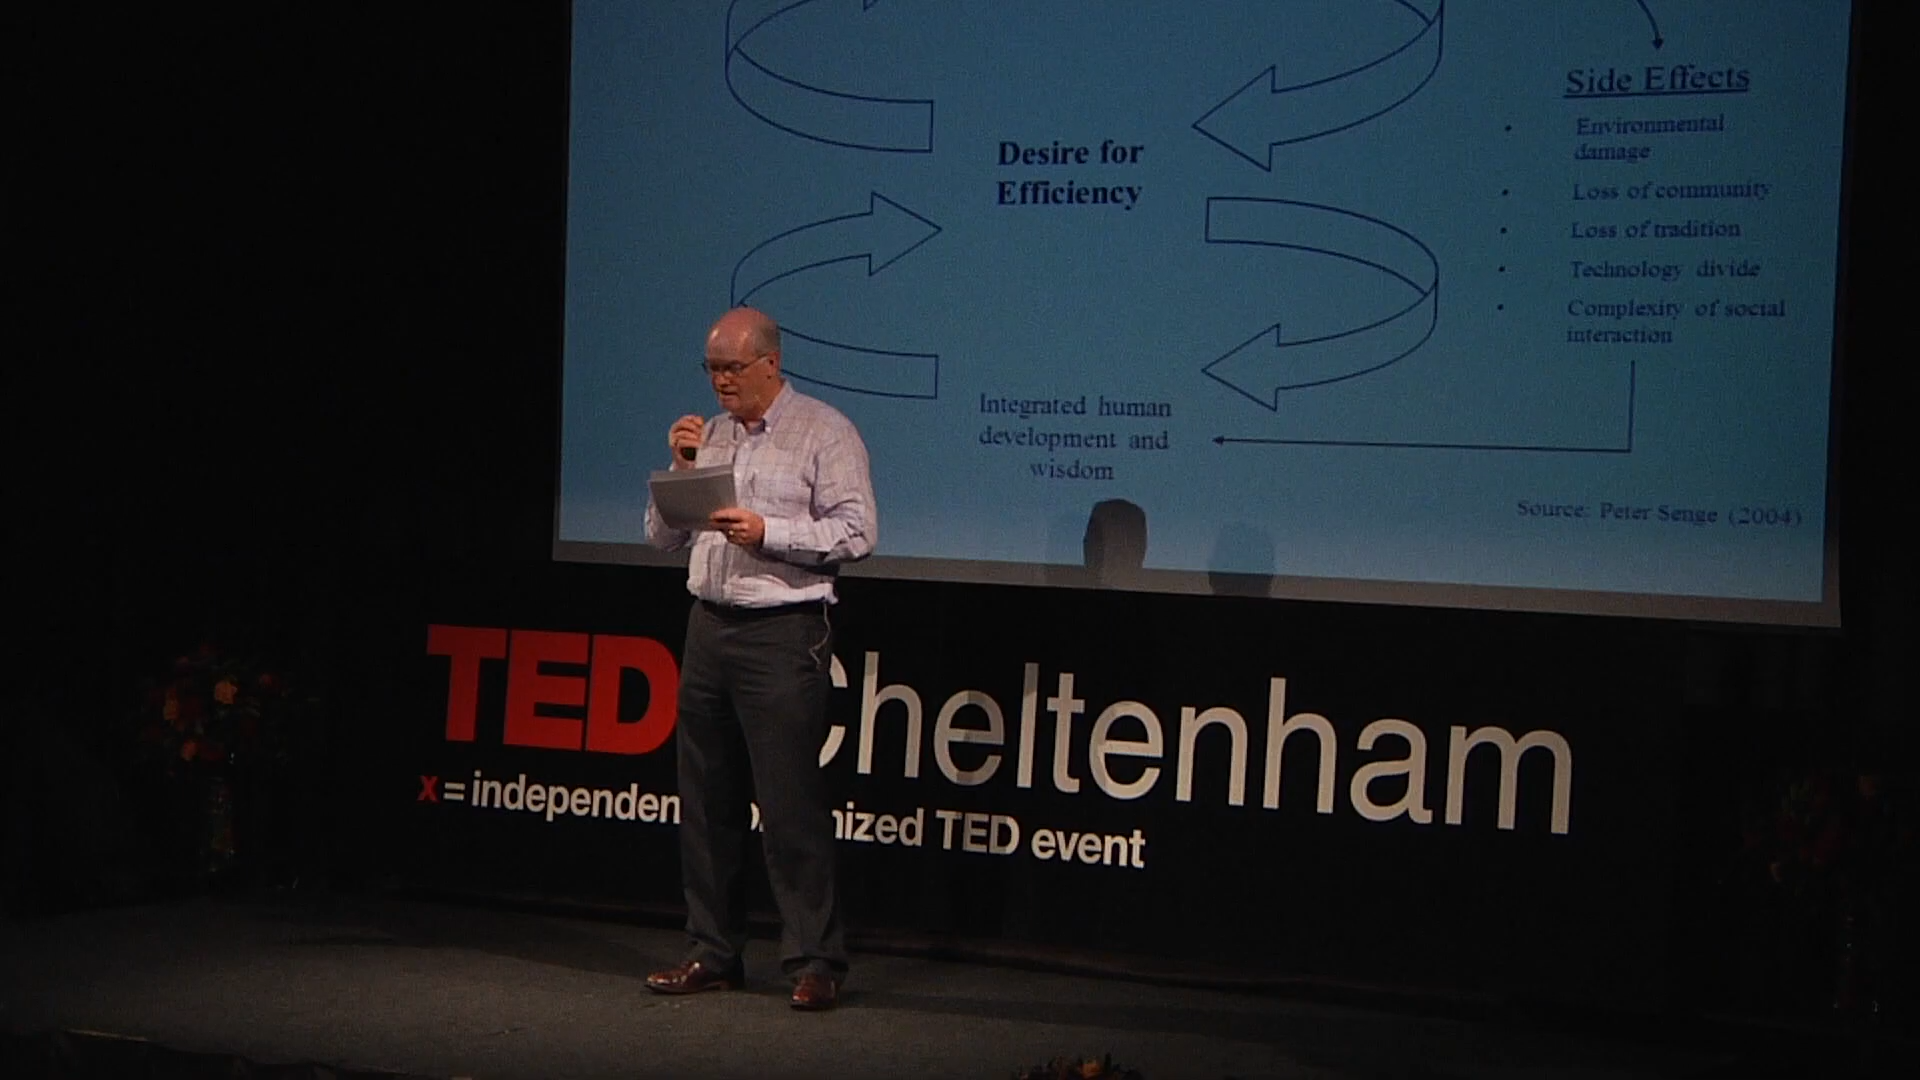 Desire for
Efficiency
Integrated human
development and
wisdom
Side Effects
• Environmental
damage
• Loss of community
• Loss of tradition
• Technology divide
• Complexity of social
interaction
Source: Peter Senge (2004)
TED Cheltenham
x = independen nized TED event